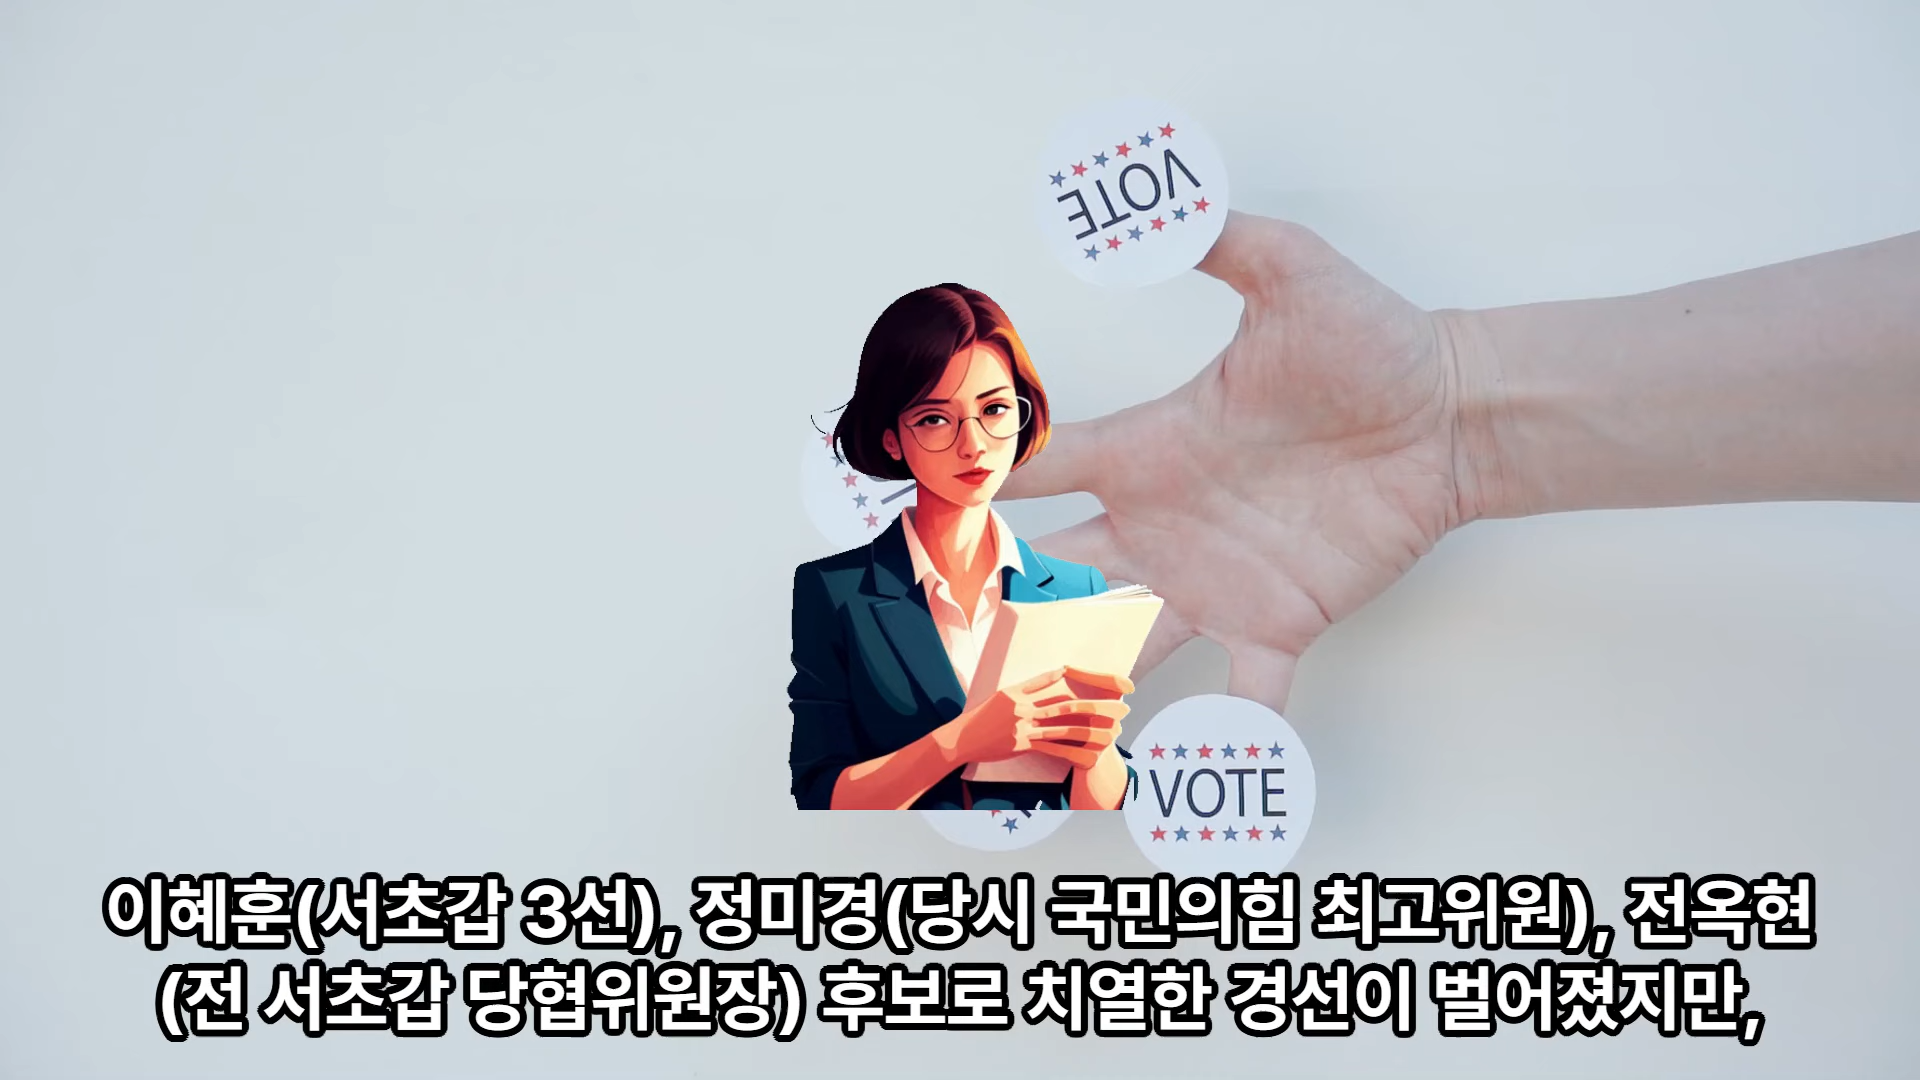 VOTE
VOTE
이혜훈(서초갑 3선), 정미경(당시 국민의힘 최고위원), 전옥현
(전 서초갑 당협위원장) 후보로 치열한 경선이 벌어졌지만,